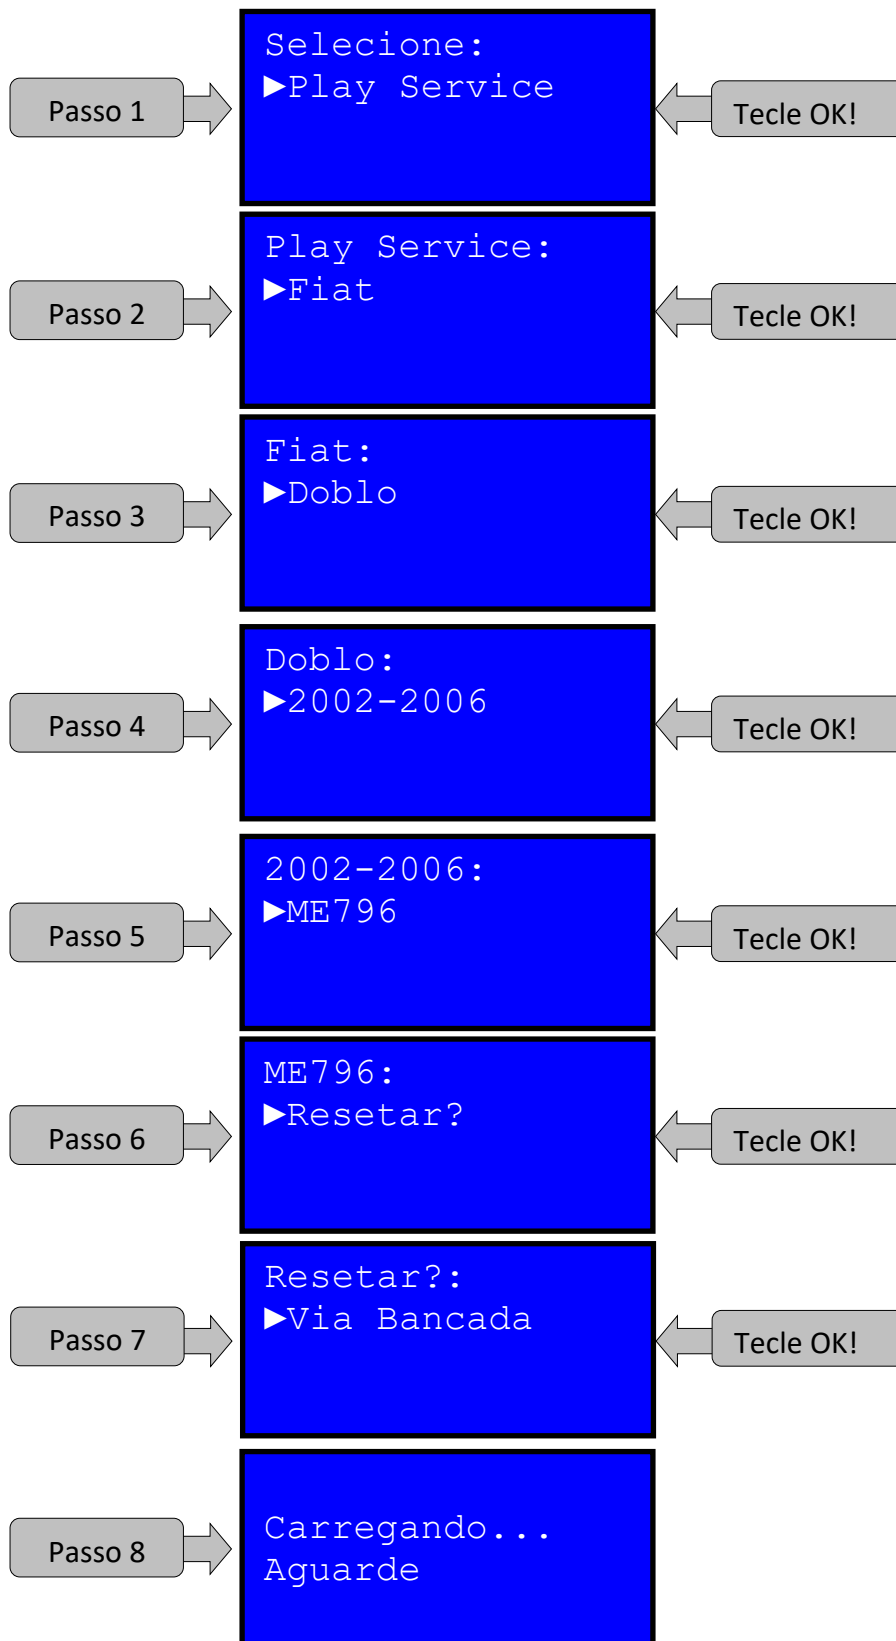 Passo 1
Selecione:
►Play Service
Tecle OK!
Passo 2
Play Service:
►Fiat
Tecle OK!
Passo 3
Fiat:
►Doblo
Tecle OK!
Passo 4
Doblo:
►2002-2006
Tecle OK!
Passo 5
2002-2006:
►ME796
Tecle OK!
Passo 6
ME796:
►Resetar?
Tecle OK!
Passo 7
Resetar?:
►Via Bancada
Tecle OK!
Passo 8
Carregando...
Aguarde